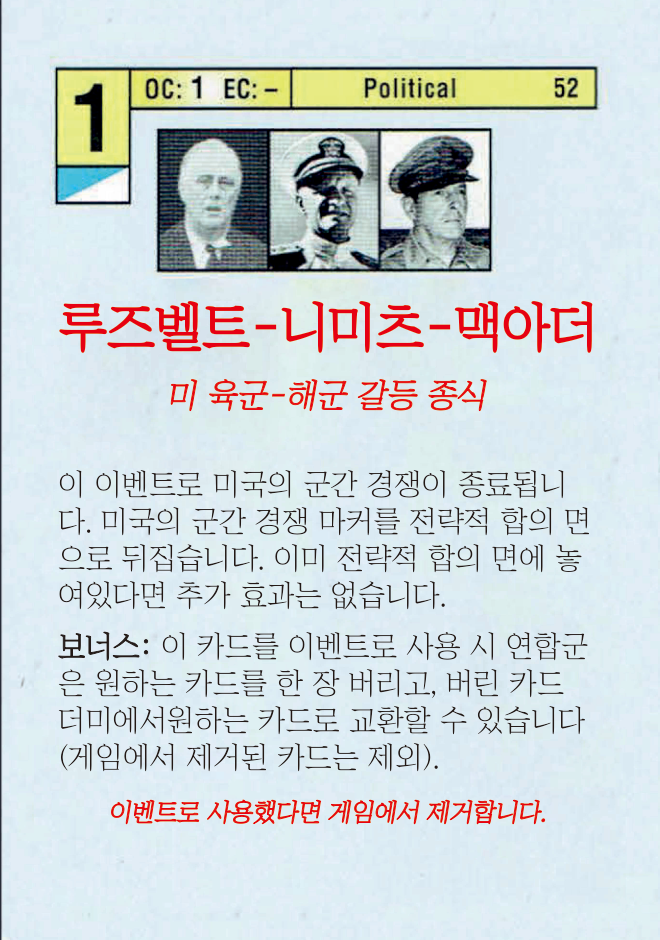 1
OC: 1 EC: – Political 52
루즈벨트-니미츠-맥아더
미 육군-해군 갈등 종식
이 이벤트로 미국의 군간 경쟁이 종료됩니
다. 미국의 군간 경쟁 마커를 전략적 합의 면
으로 뒤집습니다. 이미 전략적 합의 면에 놓
여있다면 추가 효과는 없습니다.
보너스: 이 카드를 이벤트로 사용 시 연합군
은 원하는 카드를 한 장 버리고, 버린 카드
더미에서원하는 카드로 교환할 수 있습니다
(게임에서 제거된 카드는 제외).
이벤트로 사용했다면 게임에서 제거합니다.